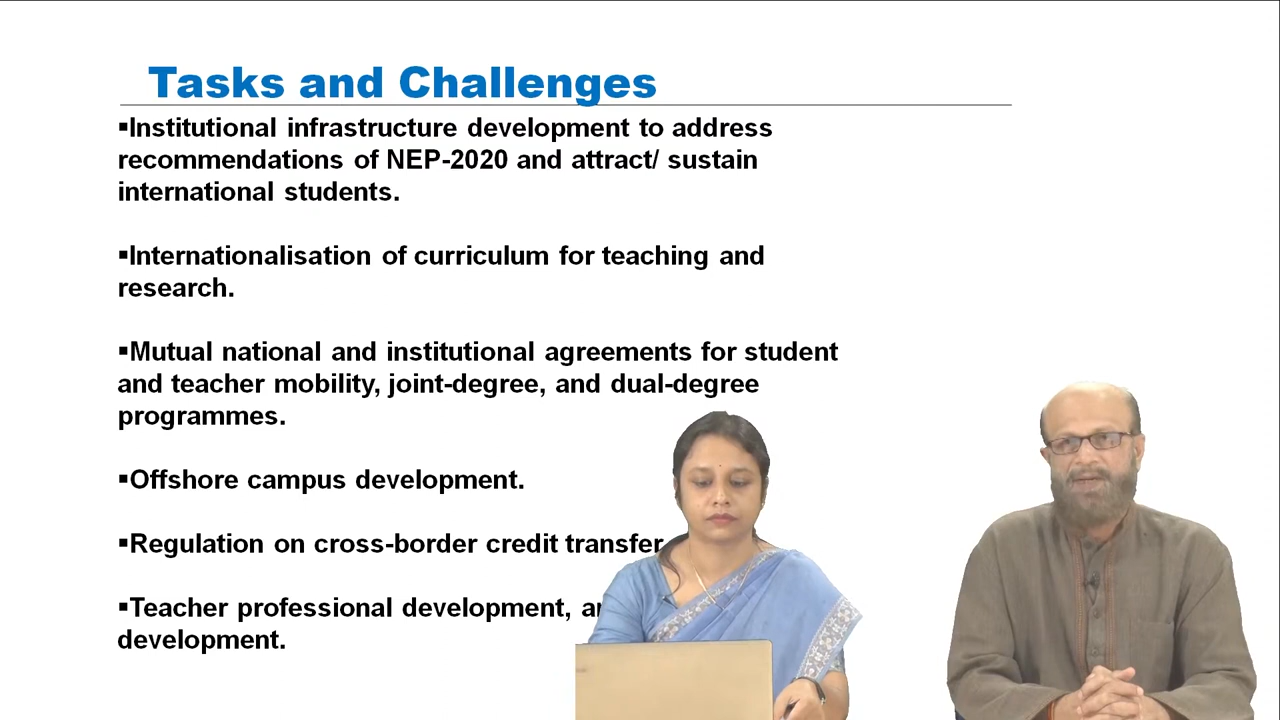 Tasks and Challenges
▪Institutional infrastructure development to address
recommendations of NEP-2020 and attract/ sustain
international students.
▪Internationalisation of curriculum for teaching and
research.
▪Mutual national and institutional agreements for student
and teacher mobility, joint-degree, and dual-degree
programmes.
▪Offshore campus development.
▪Regulation on cross-border credit transfer
▪Teacher professional development,
development.